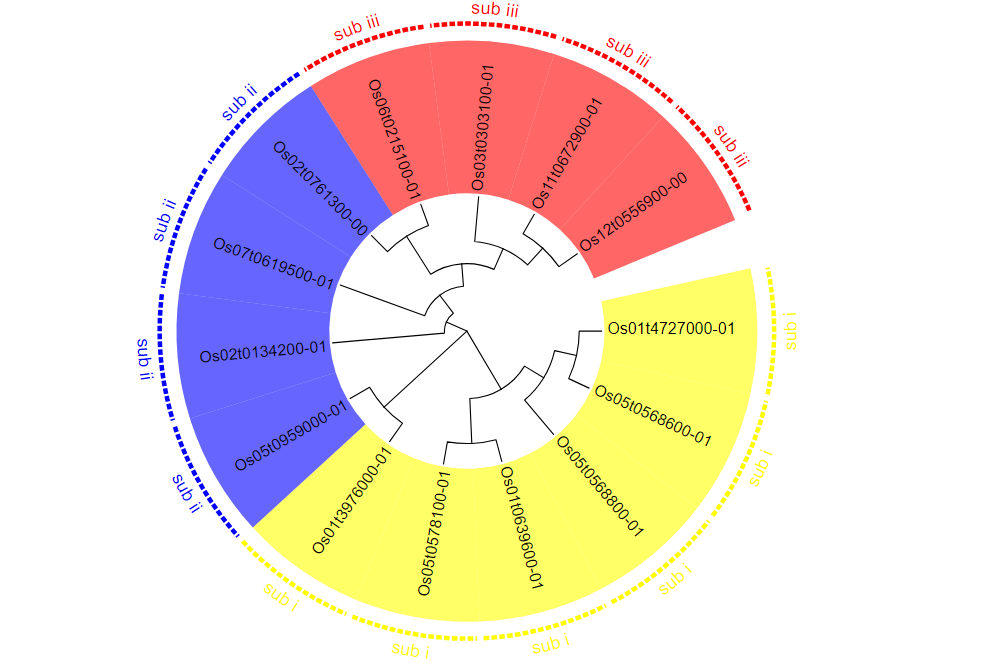 sub iii
sub iii
sub iii
sub iii
sub ii
sub ii
sub ii
sub ii
sub i
sub i
sub i
sub i
sub i
sub i
Os06t0215100-01
Os03t0303100-01
Os11t0672900-01
Os12t0556900-00
Os02t0761300-00
Os07t0619500-01
Os02t0134200-01
Os05t0959000-01
Os01t3976000-01
Os05t0578100-01
Os01t0639600-01
Os05t0568800-01
Os05t0568600-01
Os01t4727000-01